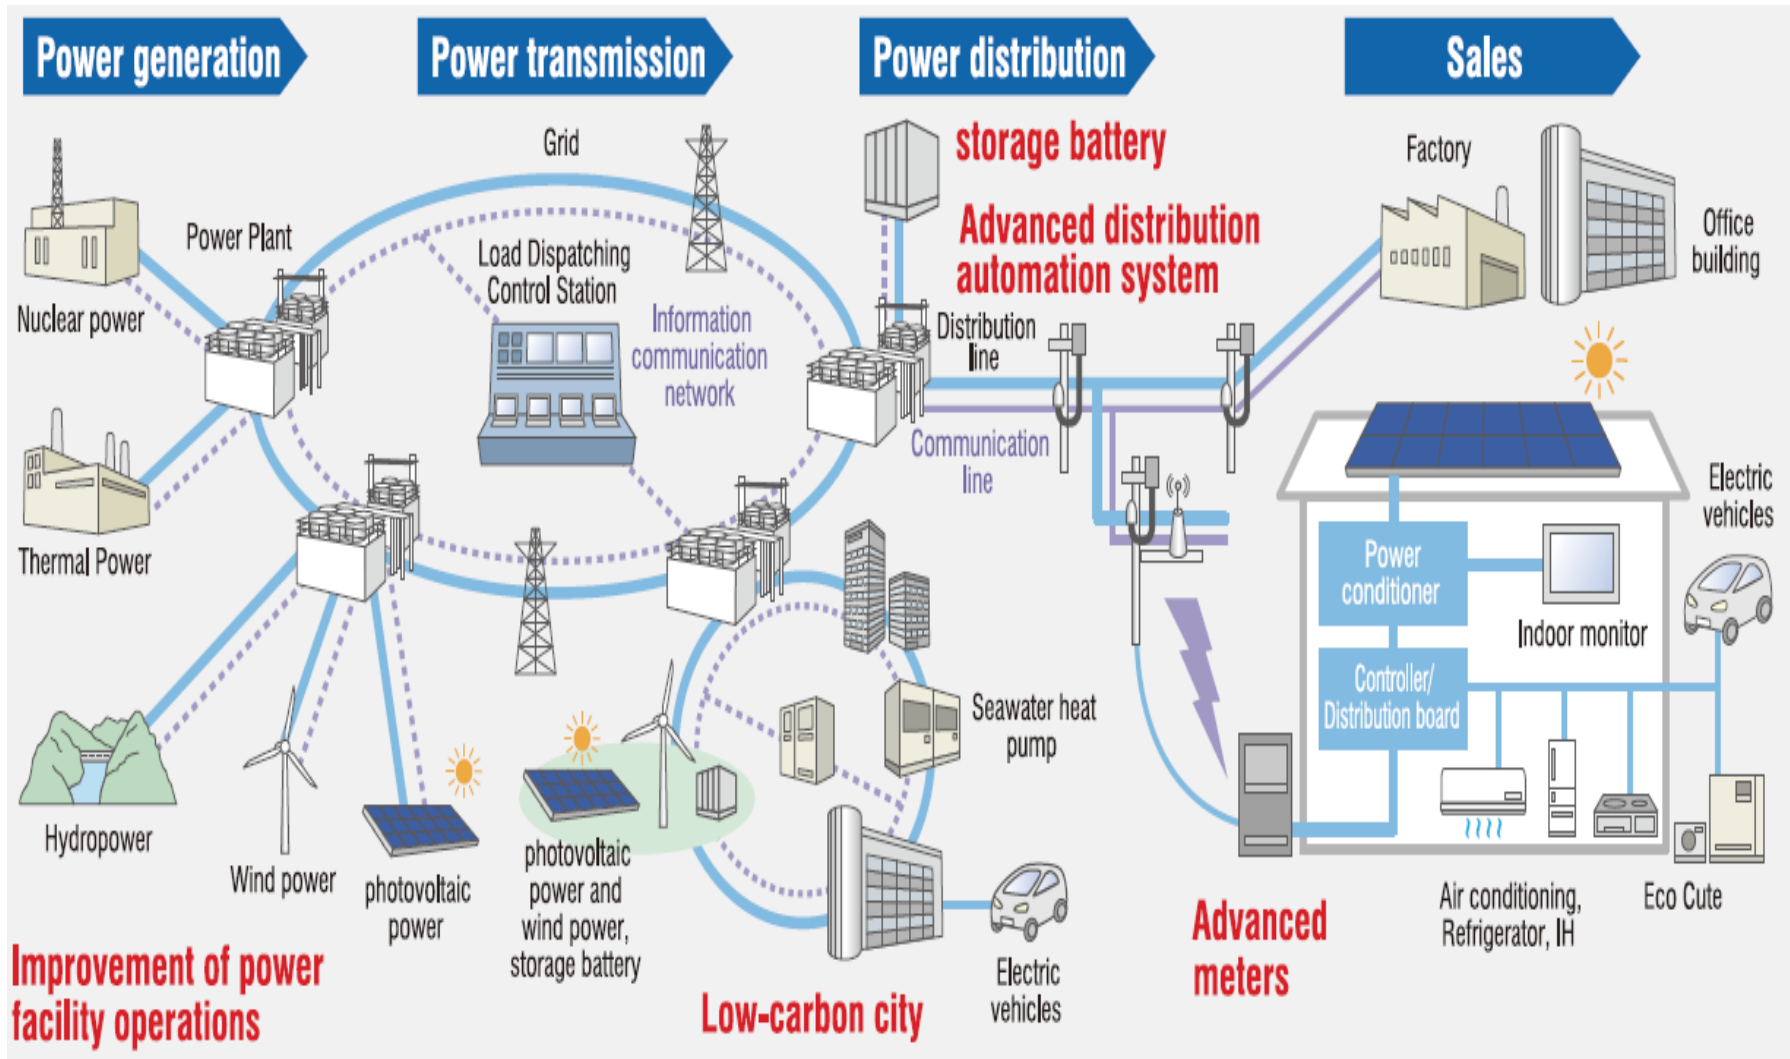 Power generation
Power transmission
Power distribution
Sales
Grid
storage battery
Factory
Power Plant
Load Dispatching
Control Station
Advanced distribution
automation system
Office
building
Nuclear power
Information
communication
network
Distribution
line
Communication
line
Thermal Power
Electric
vehicles
Power
conditioner
Indoor monitor
Controller/
Distribution board
Seawater heat
pump
Hydropower
Wind power
photovoltaic
power
photovoltaic
power and
wind power,
storage battery
Air conditioning,
Refrigerator, IH
Eco Cute
Advanced
meters
Improvement of power
facility operations
Low-carbon city
Electric
vehicles